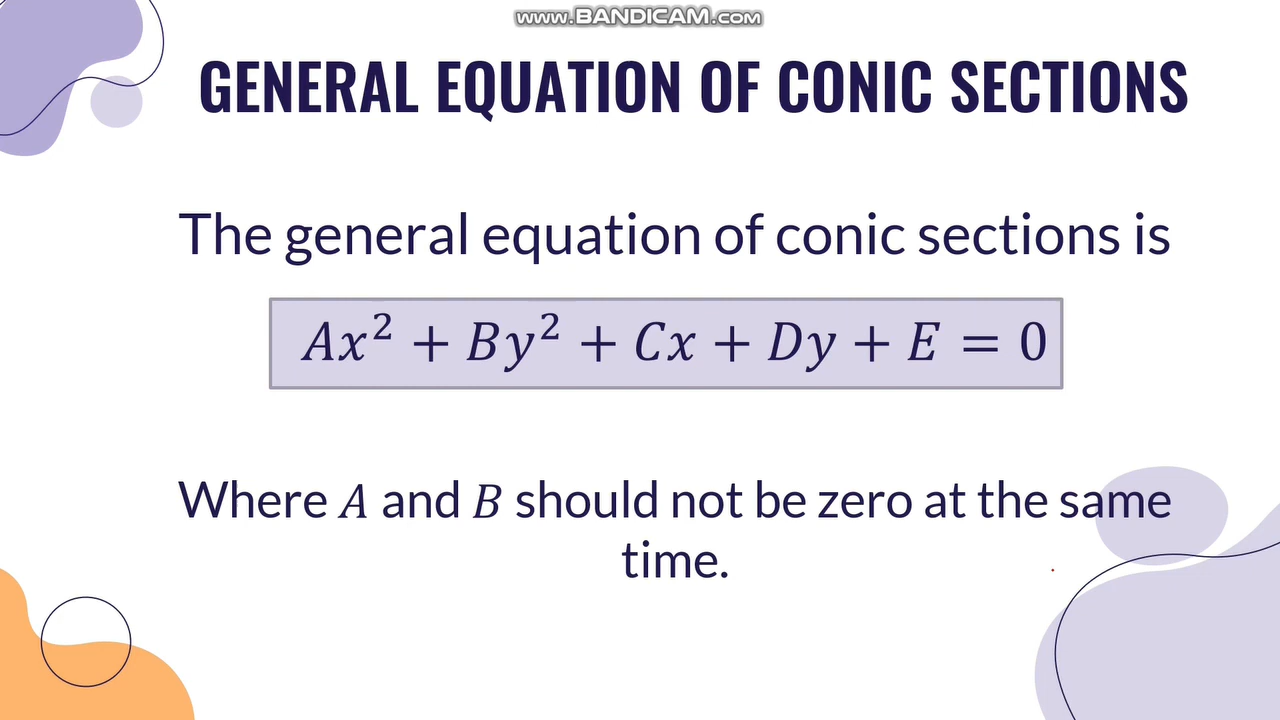 www.BANDICAM.com
GENERAL EQUATION OF CONIC SECTIONS
The general equation of conic sections is
Ax² + By² + Cx + Dy + E = 0
Where A and B should not be zero at the same
time.